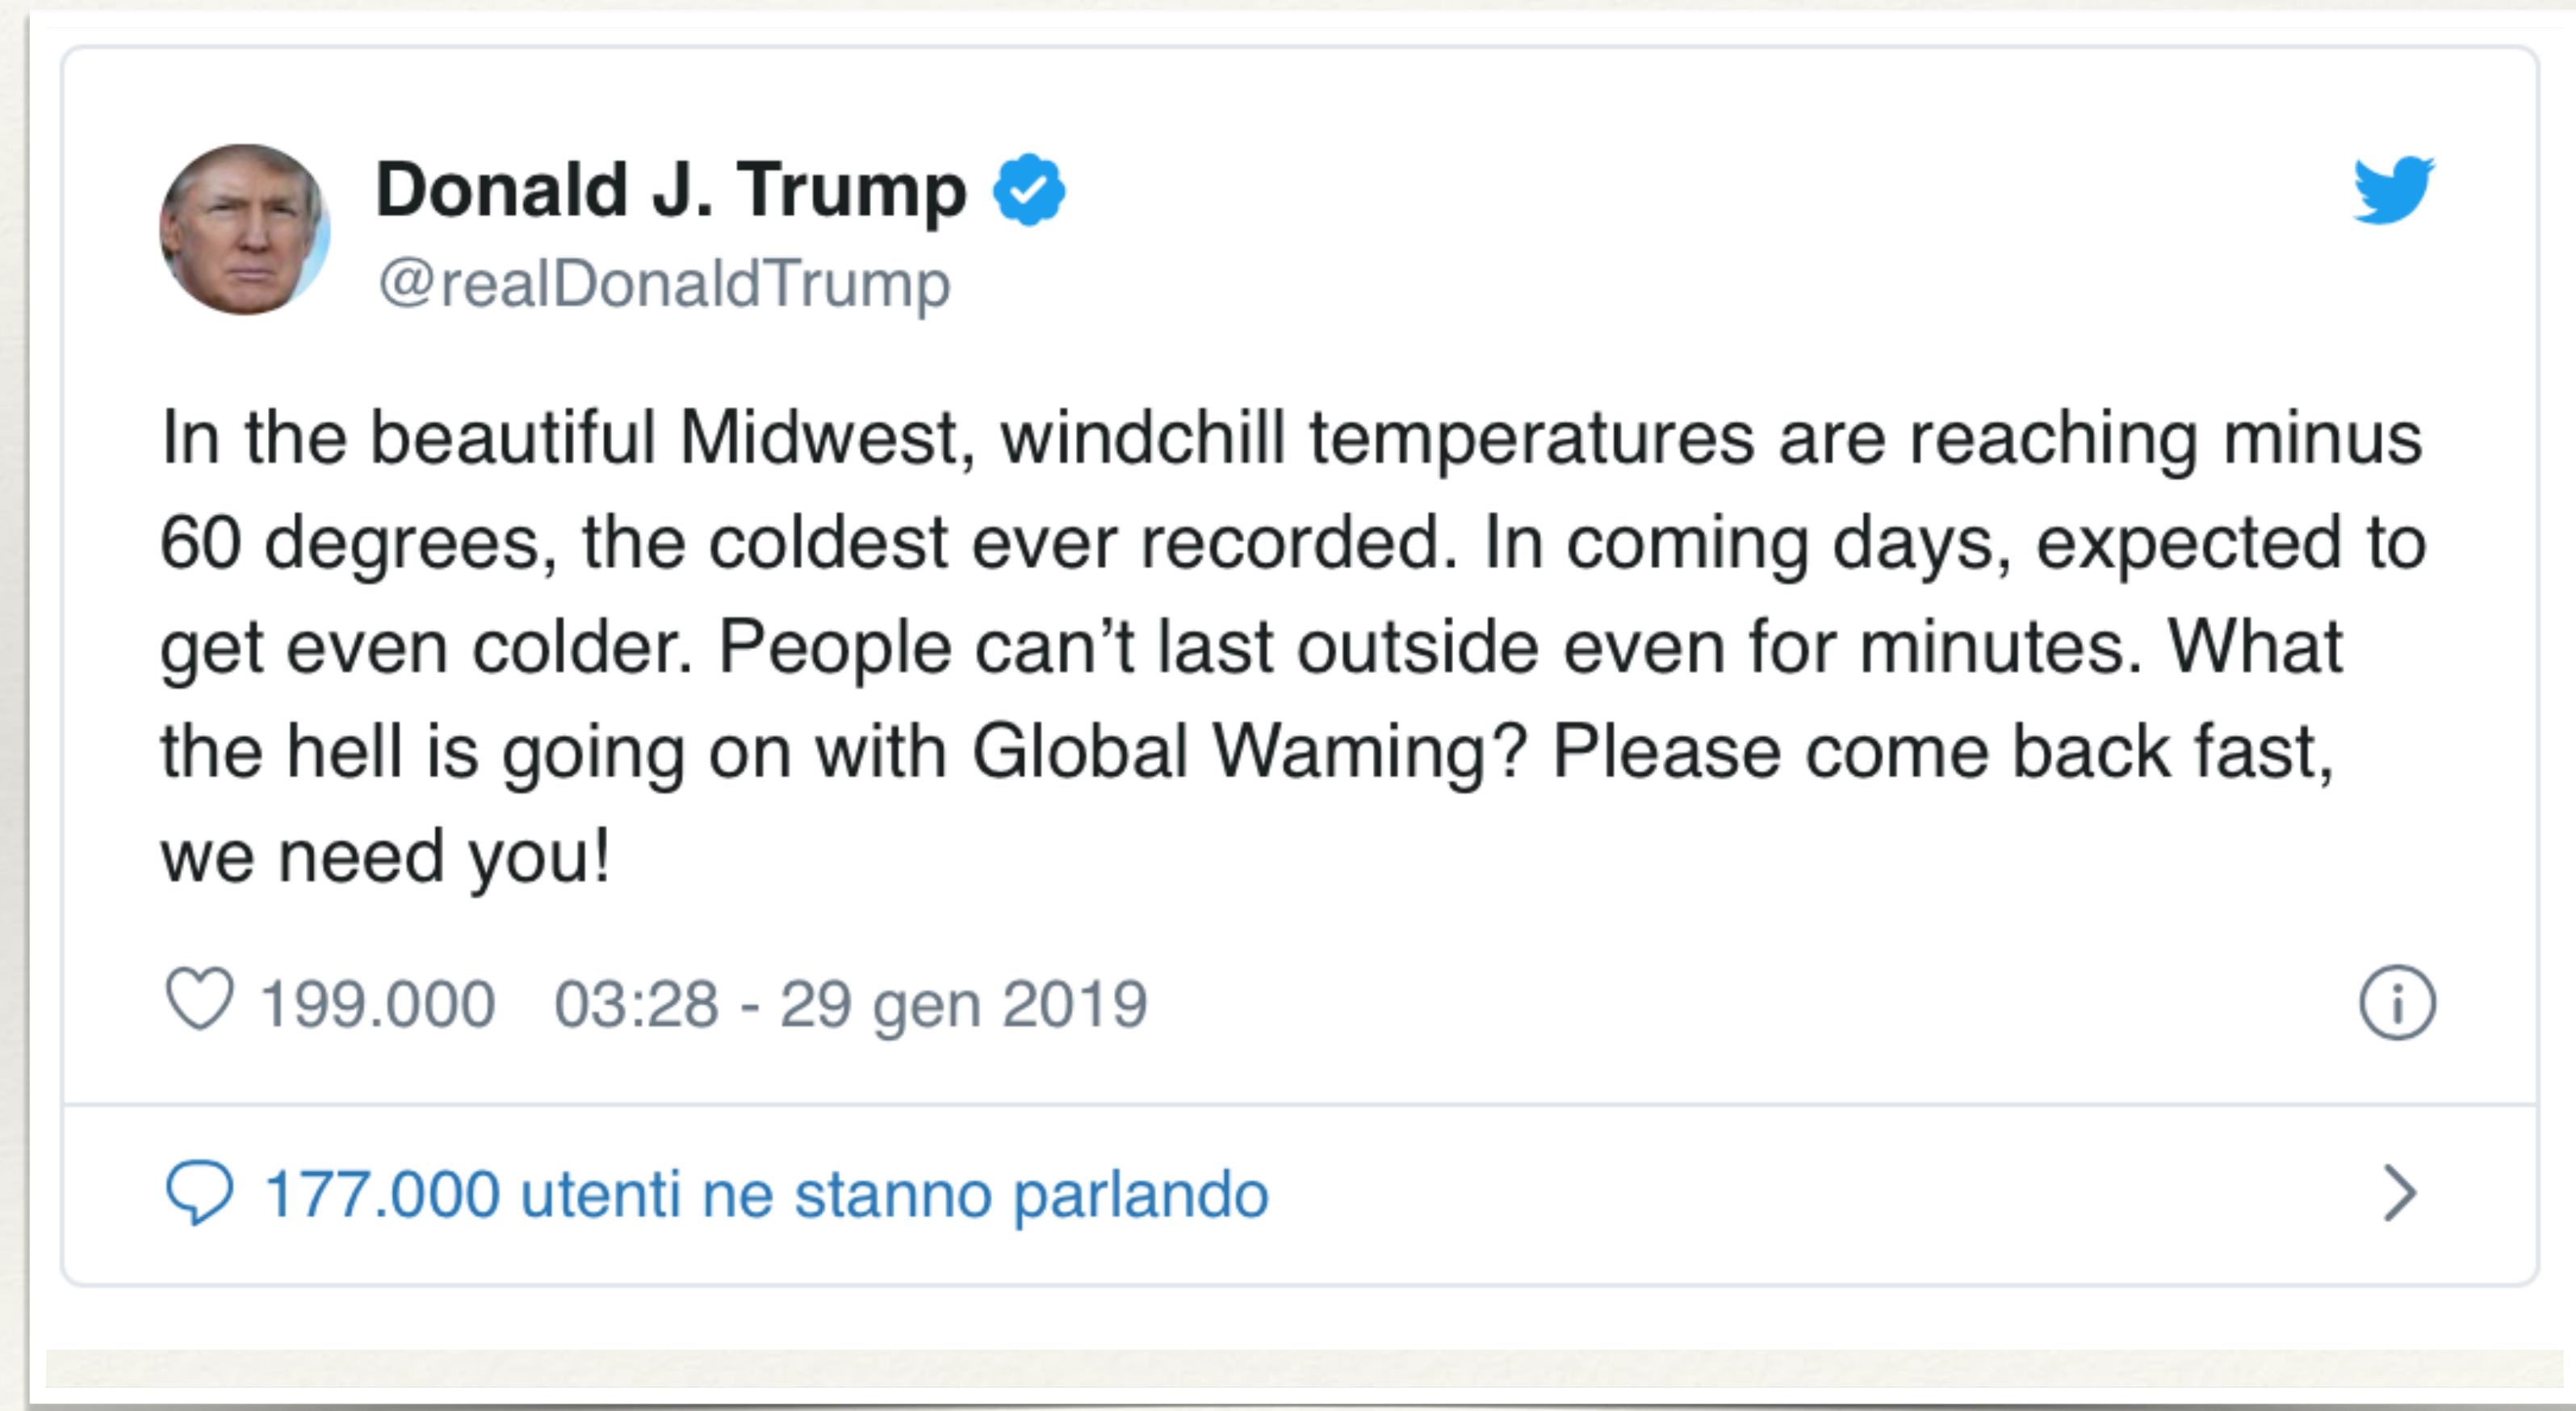 Donald J. Trump
@realDonaldTrump
In the beautiful Midwest, windchill temperatures are reaching minus
60 degrees, the coldest ever recorded. In coming days, expected to
get even colder. People can’t last outside even for minutes. What
the hell is going on with Global Waming? Please come back fast,
we need you!
199.000 03:28 - 29 gen 2019
177.000 utenti ne stanno parlando